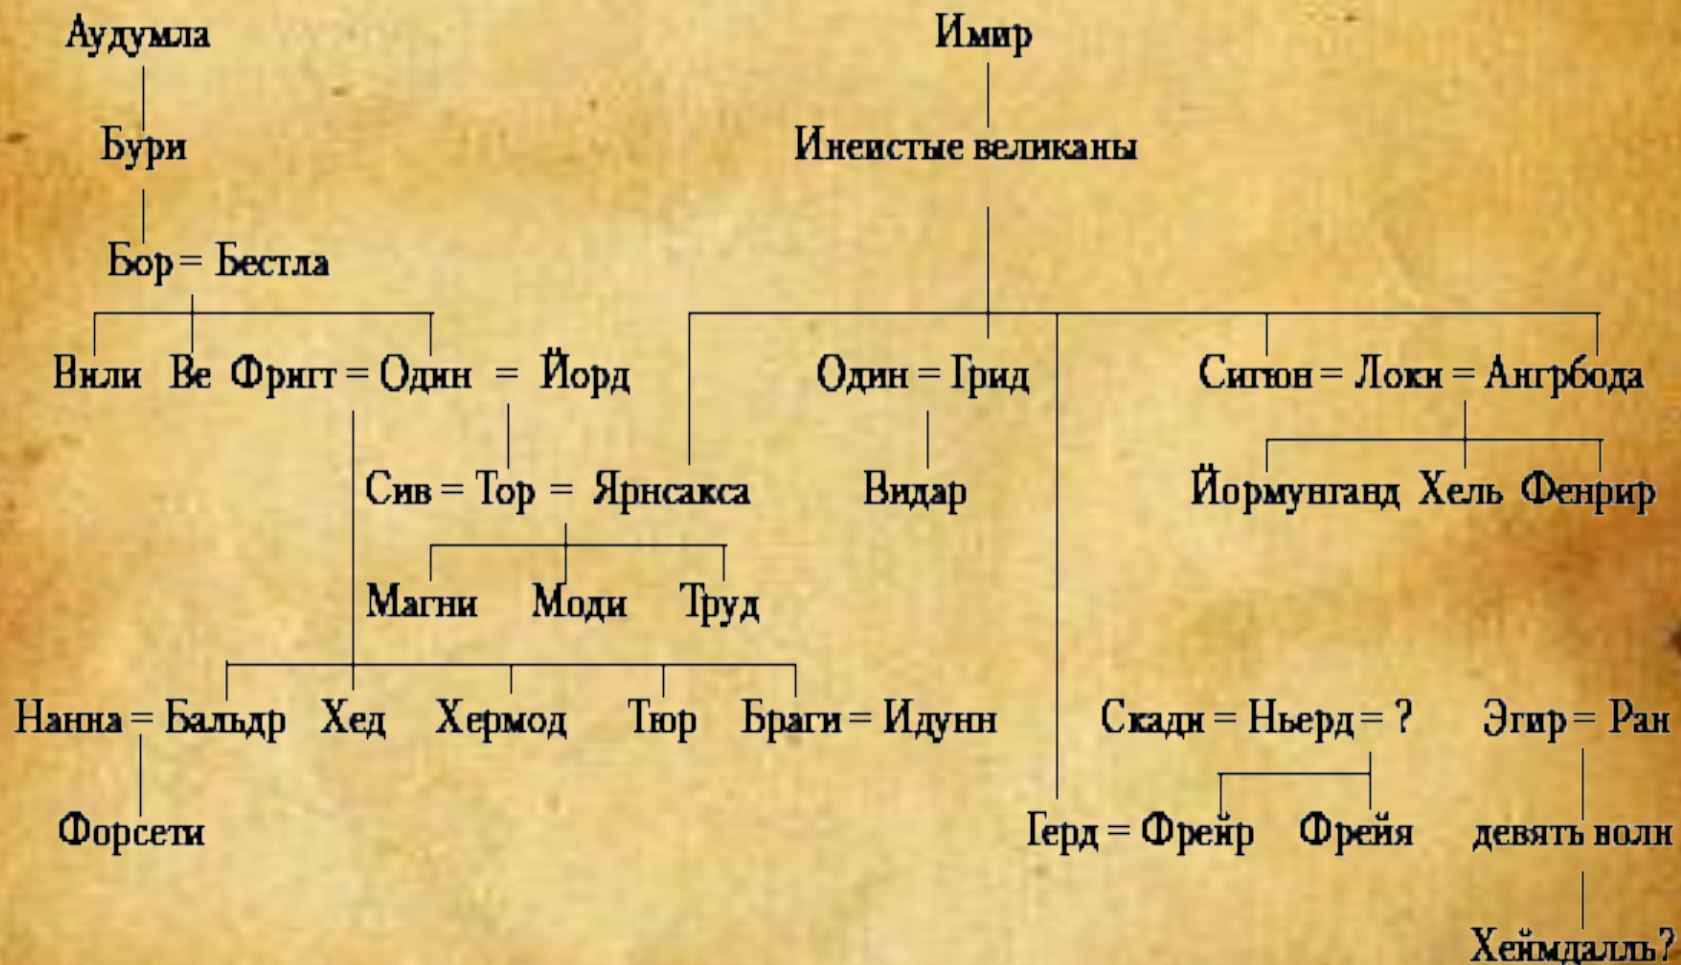 Аудумла Имир
Бури Инеистые великаны
Бор = Бестла
Вили Ве Фригг = Один = Йорд Один = Грид Сигюн = Локи = Ангрбода
Сив = Тор = Ярнсакса Видар Йормунганд Хель Фенрир
Магни Моди Труд
Нанна = Бальдр Хед Хермод Тюр Браги = Идунн Скади = Ньерд = ? Эгир = Ран
Форсети Герд = Фрейр Фрейя девять волн
Хеймдалль?